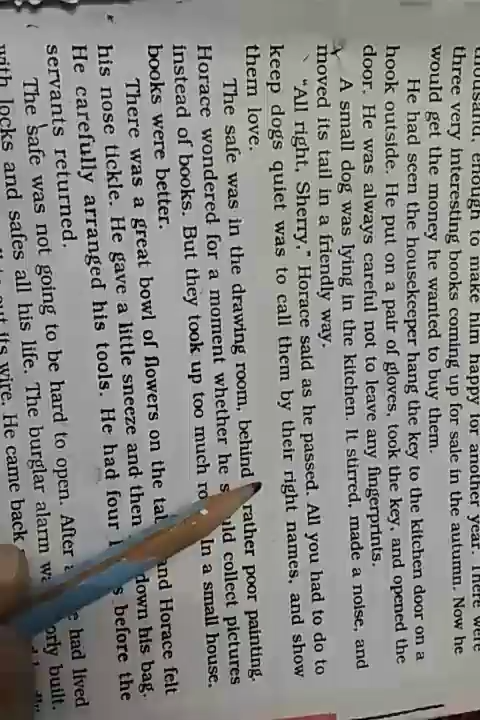 thousand, enough to make him happy for another year. There were
three very interesting books coming up for sale in the autumn. Now he
would get the money he wanted to buy them.
He had seen the housekeeper hang the key to the kitchen door on a
hook outside. He put on a pair of gloves, took the key, and opened the
door. He was always careful not to leave any fingerprints.
A small dog was lying in the kitchen. It stirred, made a noise, and
moved its tail in a friendly way.
"All right, Sherry," Horace said as he passed. All you had to do to
keep dogs quiet was to call them by their right names, and show
them love.
The safe was in the drawing room, behind rather poor painting.
Horace wondered for a moment whether he should collect pictures
instead of books. But they took up too much In a small house,
books were better.
There was a great bowl of flowers on the and Horace felt
his nose tickle. He gave a little sneeze and then down his bag.
He carefully arranged his tools. He had four before the
servants returned.
The safe was not going to be hard to open. After he had lived
with locks and safes all his life. The burglar alarm built.
its wire. He came back